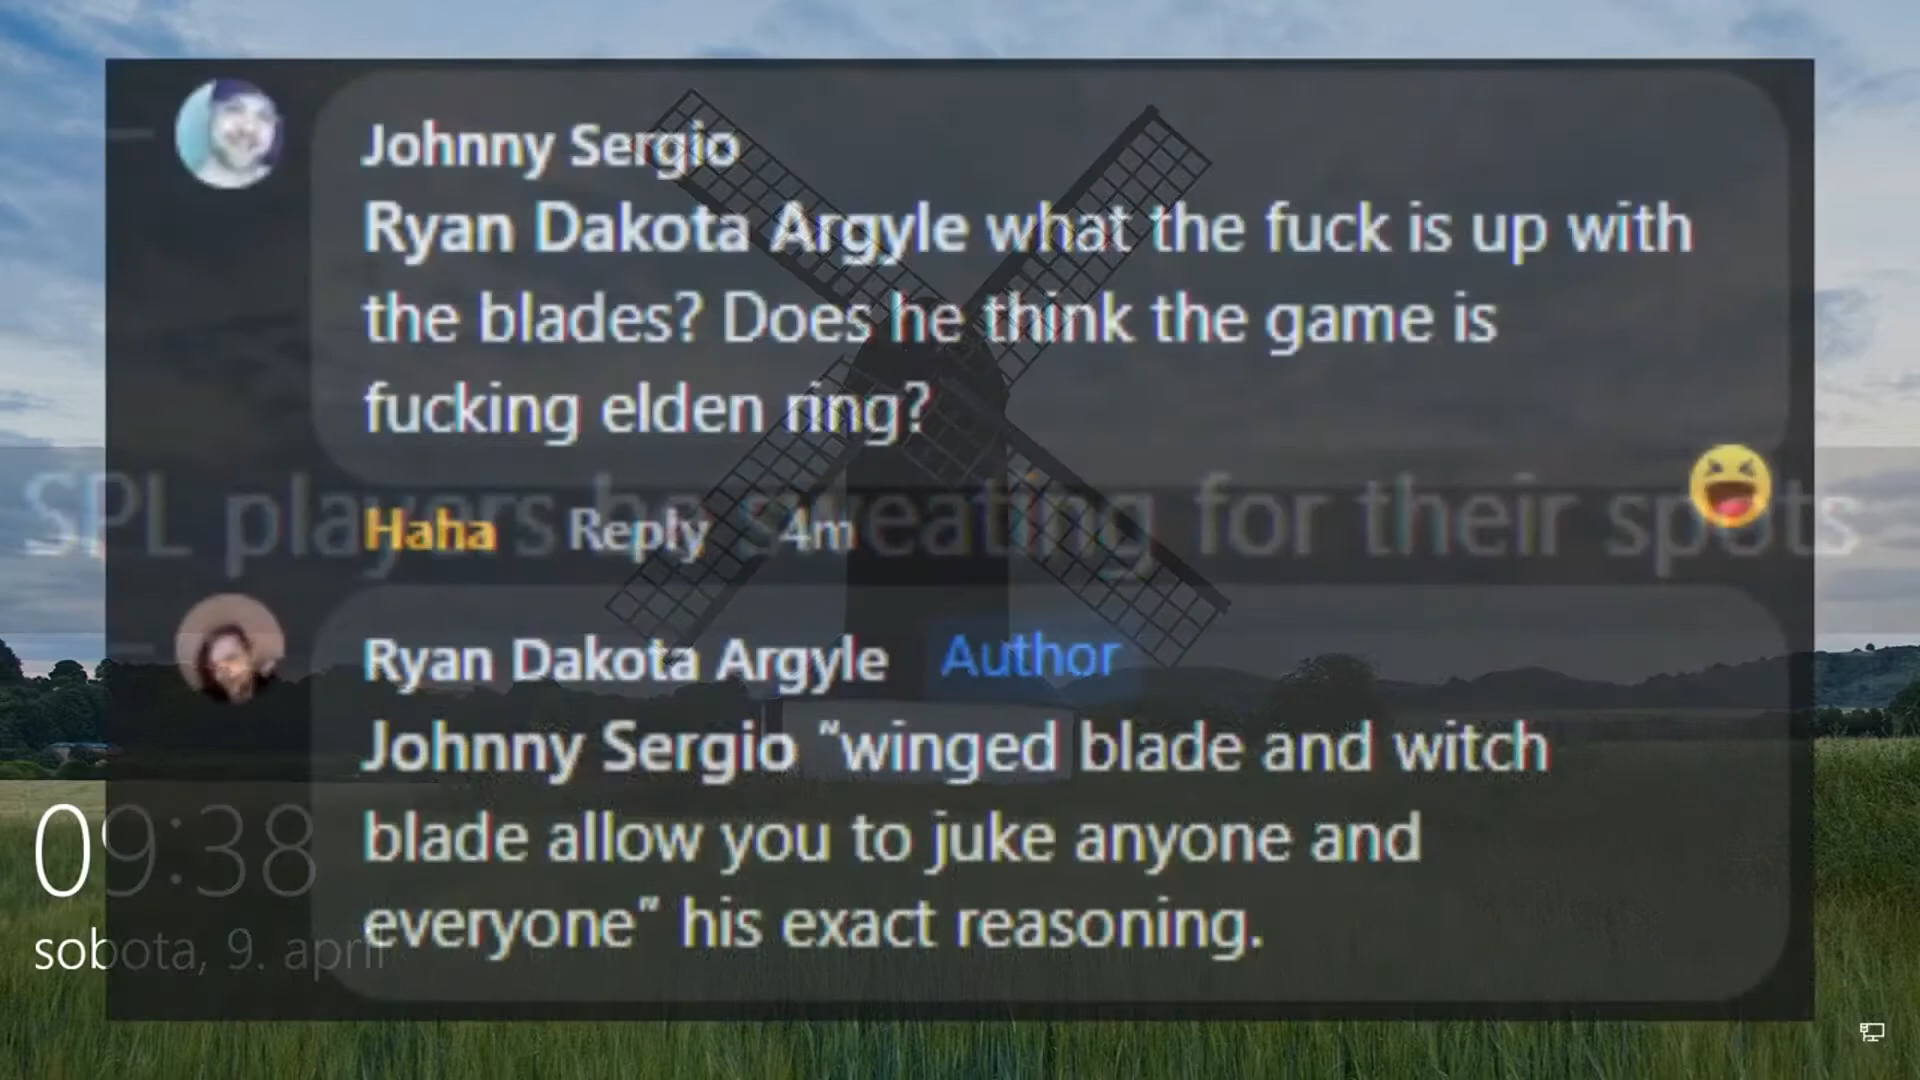 Johnny Sergio
Ryan Dakota Argyle what the fuck is up with
the blades? Does he think the game is
fucking elden ring?
SPL players be sweating for their spots
Haha Reply 4m
Ryan Dakota Argyle Author
Johnny Sergio "winged blade and witch
blade allow you to juke anyone and
everyone" his exact reasoning.
09:38
sobota, 9. april